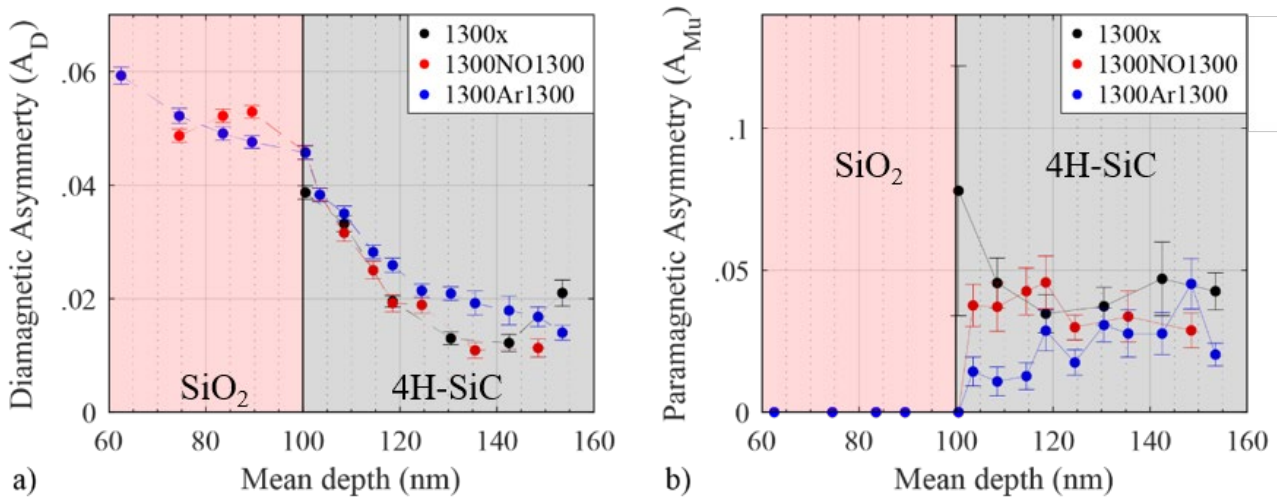 Diamagnetic Asymmerty (A_D)
.06
.04
.02
0
60 80 100 120 140 160
Mean depth (nm)
1300x
1300NO1300
1300Ar1300
SiO₂
4H-SiC
a)
Paramagnetic Asymmetry (A_Mu)
.1
.05
0
60 80 100 120 140 160
Mean depth (nm)
1300x
1300NO1300
1300Ar1300
SiO₂
4H-SiC
b)